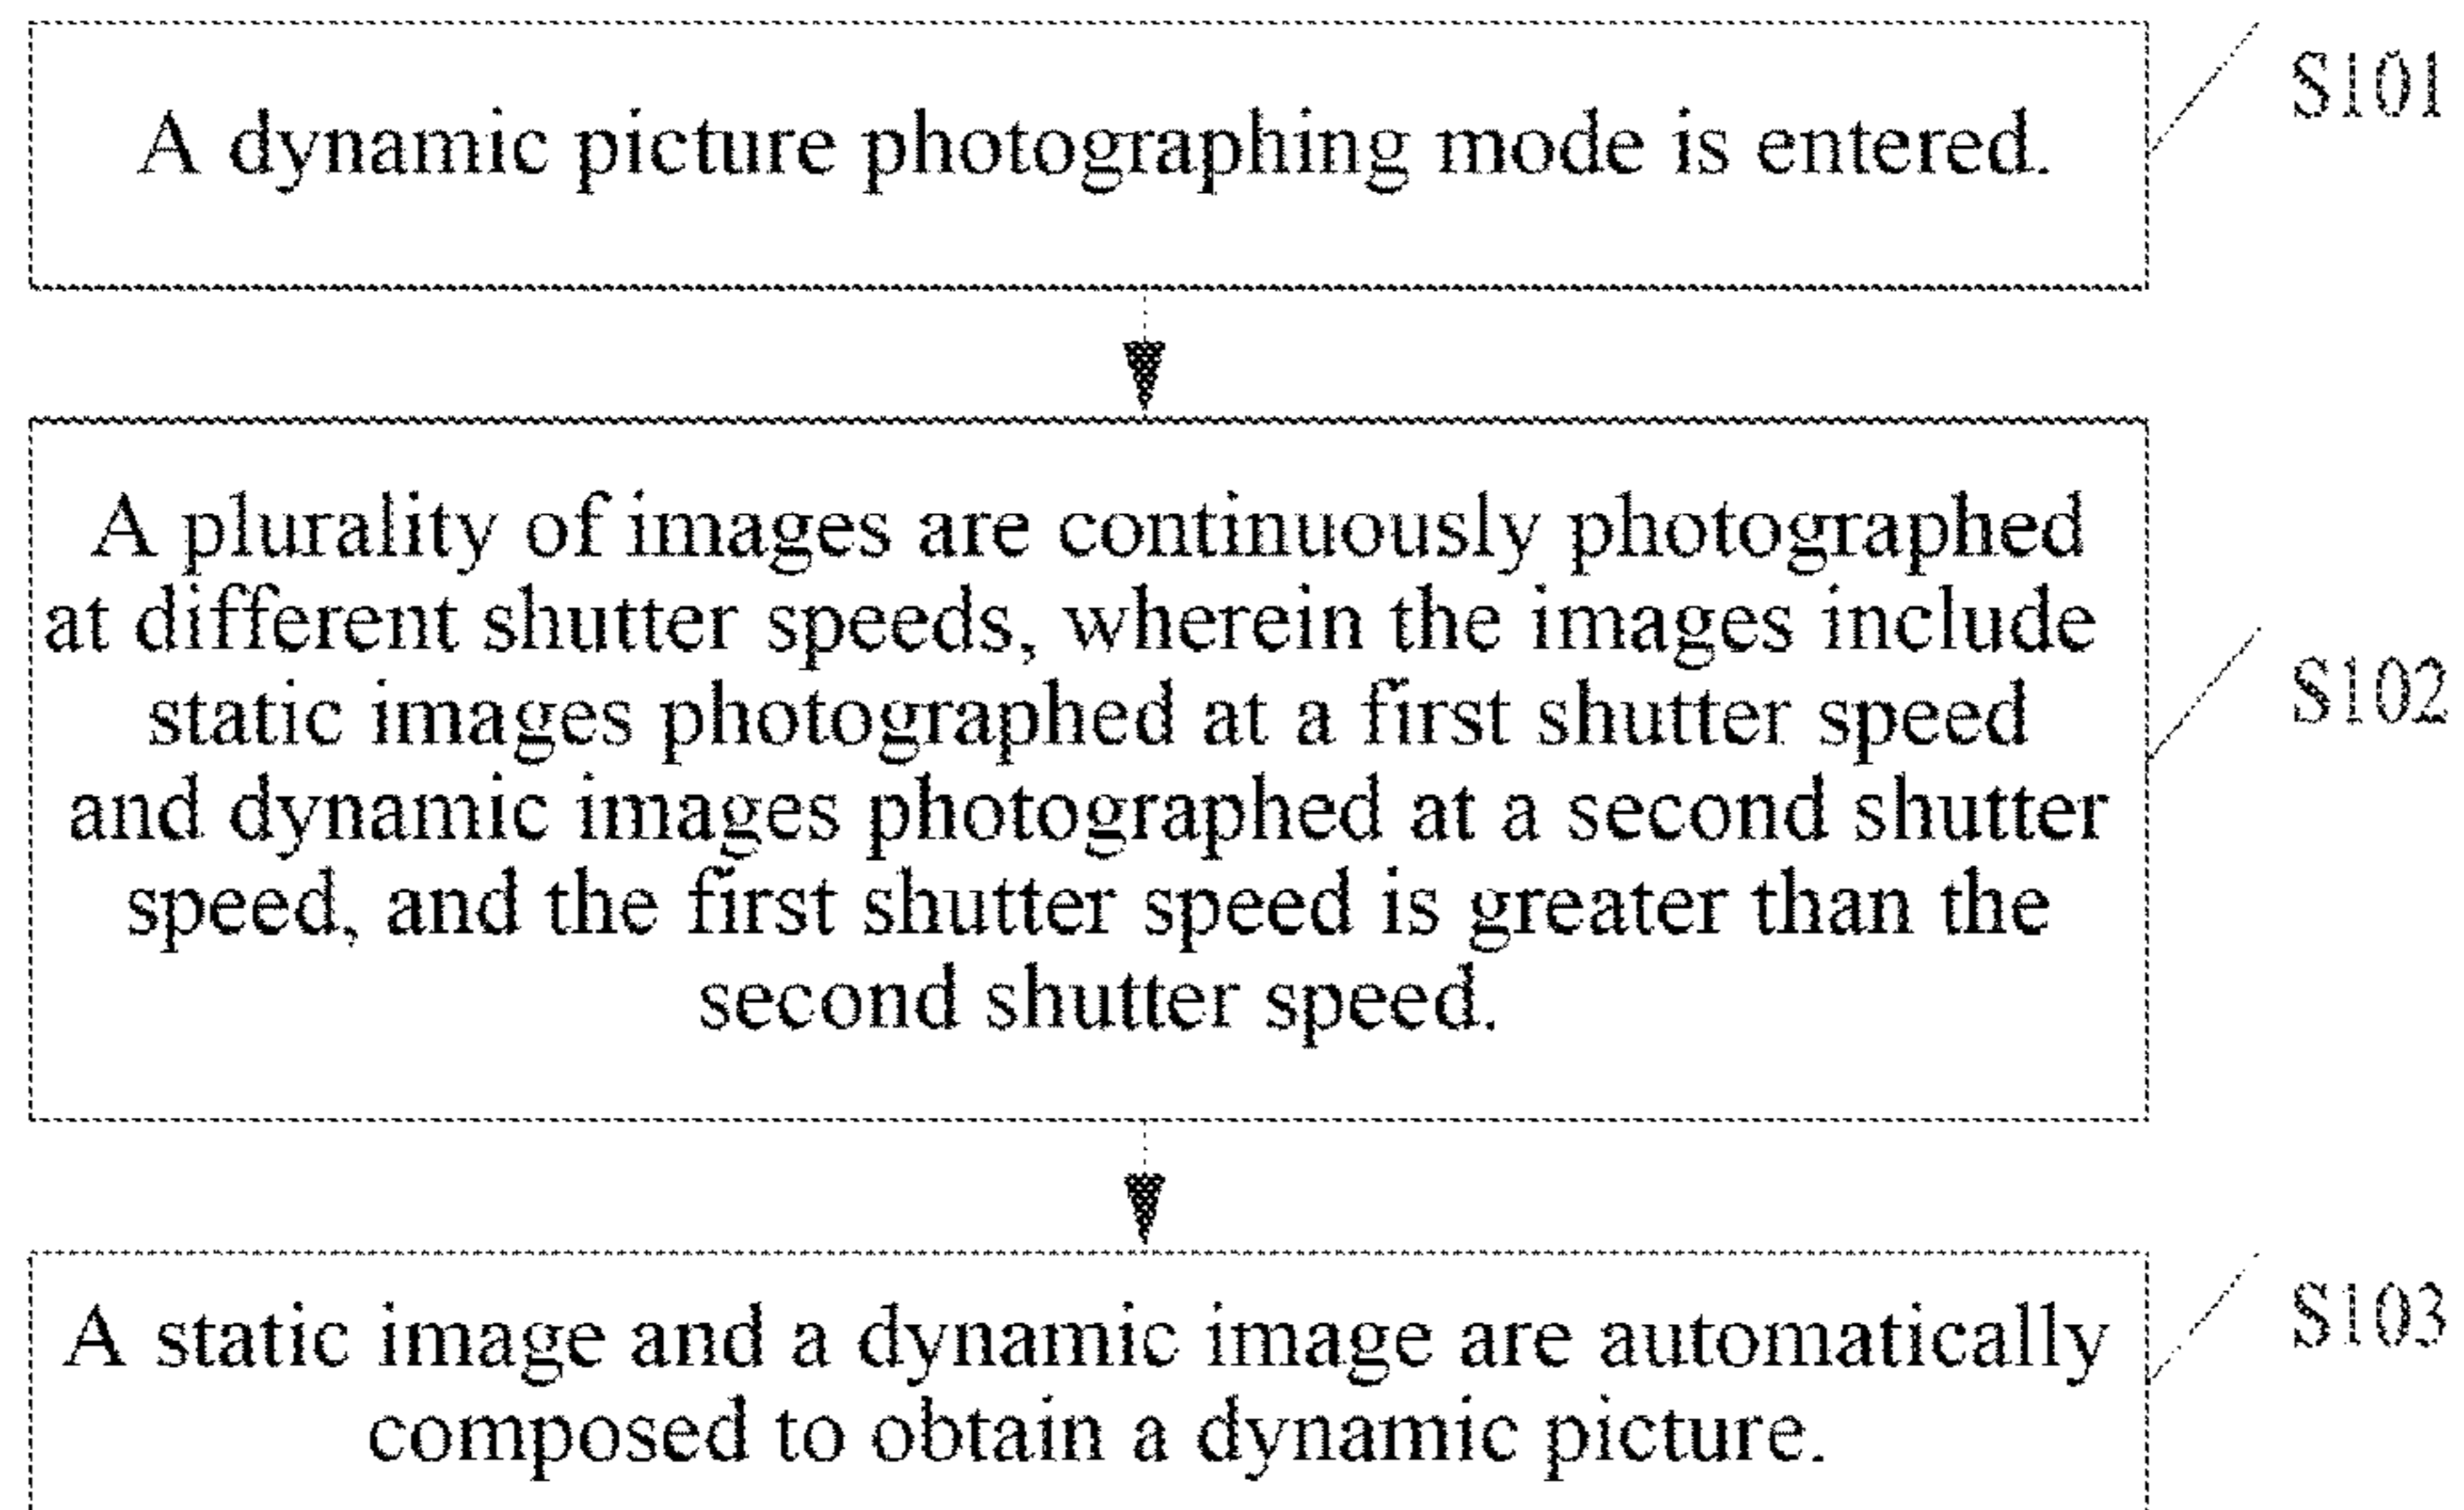 A dynamic picture photographing mode is entered.
S101
A plurality of images are continuously photographed
at different shutter speeds, wherein the images include
static images photographed at a first shutter speed
and dynamic images photographed at a second shutter
speed, and the first shutter speed is greater than the
second shutter speed.
S102
A static image and a dynamic image are automatically
composed to obtain a dynamic picture.
S103